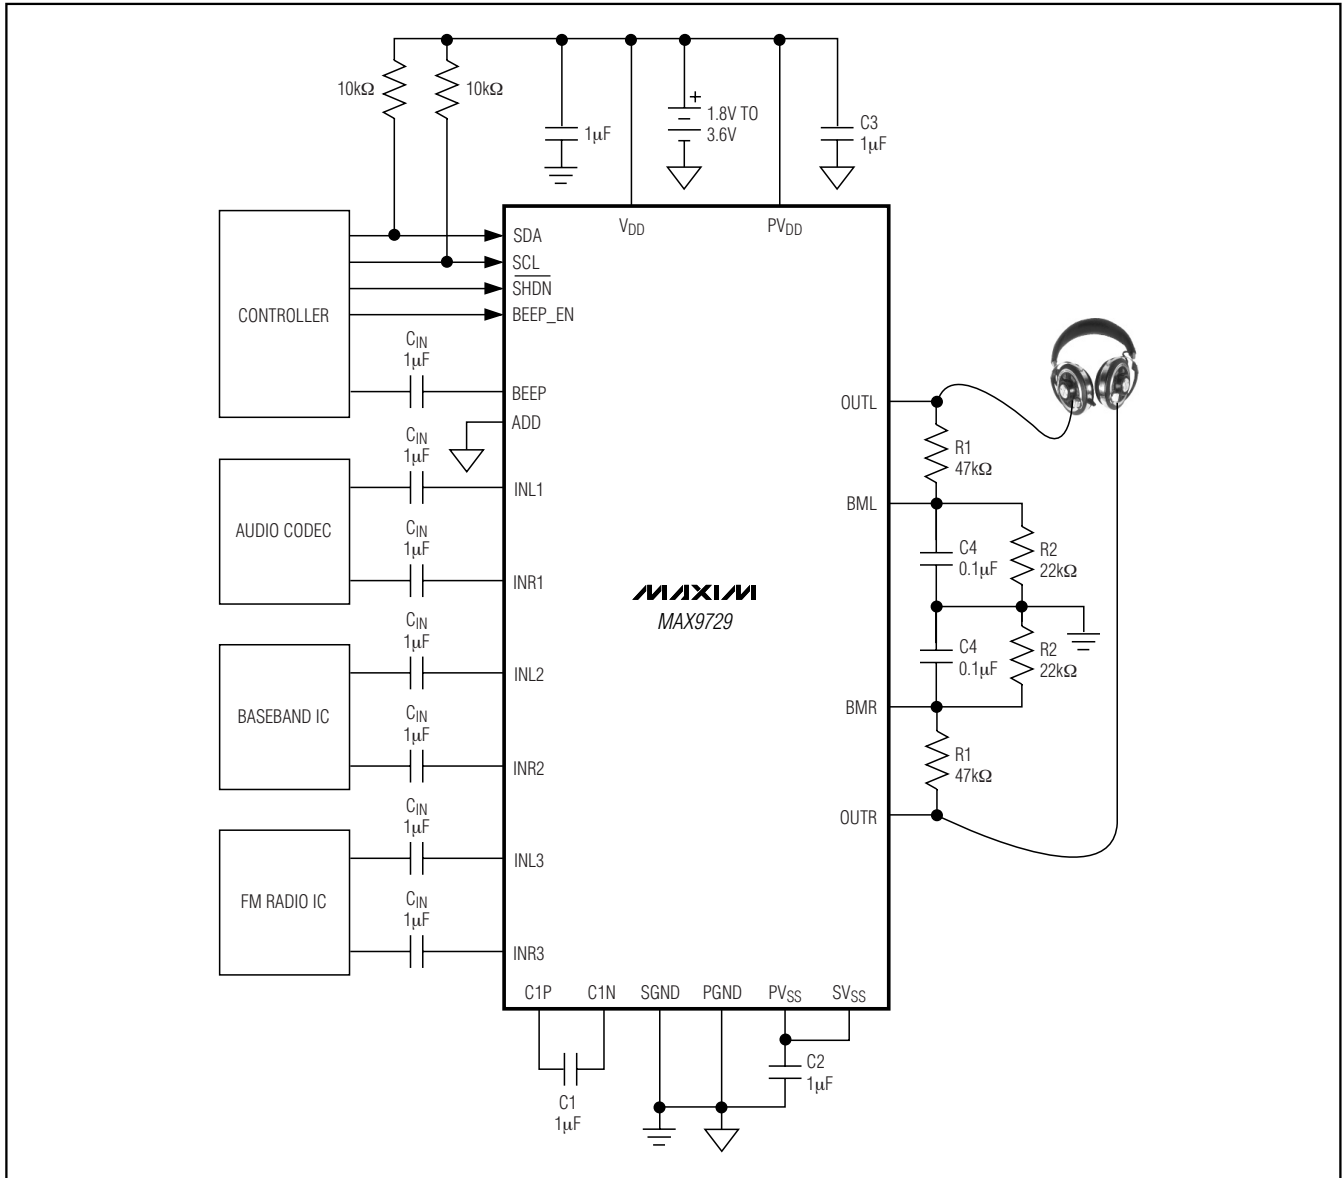 10kΩ
10kΩ
1µF
+
1.8V TO
3.6V
C3
1µF
VDD
PVDD
CONTROLLER
SDA
SCL
SHDN
BEEP_EN
CIN
1µF
BEEP
ADD
AUDIO CODEC
CIN
1µF
INL1
CIN
1µF
INR1
BASEBAND IC
CIN
1µF
INL2
CIN
1µF
INR2
FM RADIO IC
CIN
1µF
INL3
CIN
1µF
INR3
MAXIM
MAX9729
OUTL
R1
47kΩ
BML
C4
0.1µF
R2
22kΩ
C4
0.1µF
R2
22kΩ
BMR
R1
47kΩ
OUTR
C1P
C1N
SGND
PGND
PVSS
SVSS
C1
1µF
C2
1µF